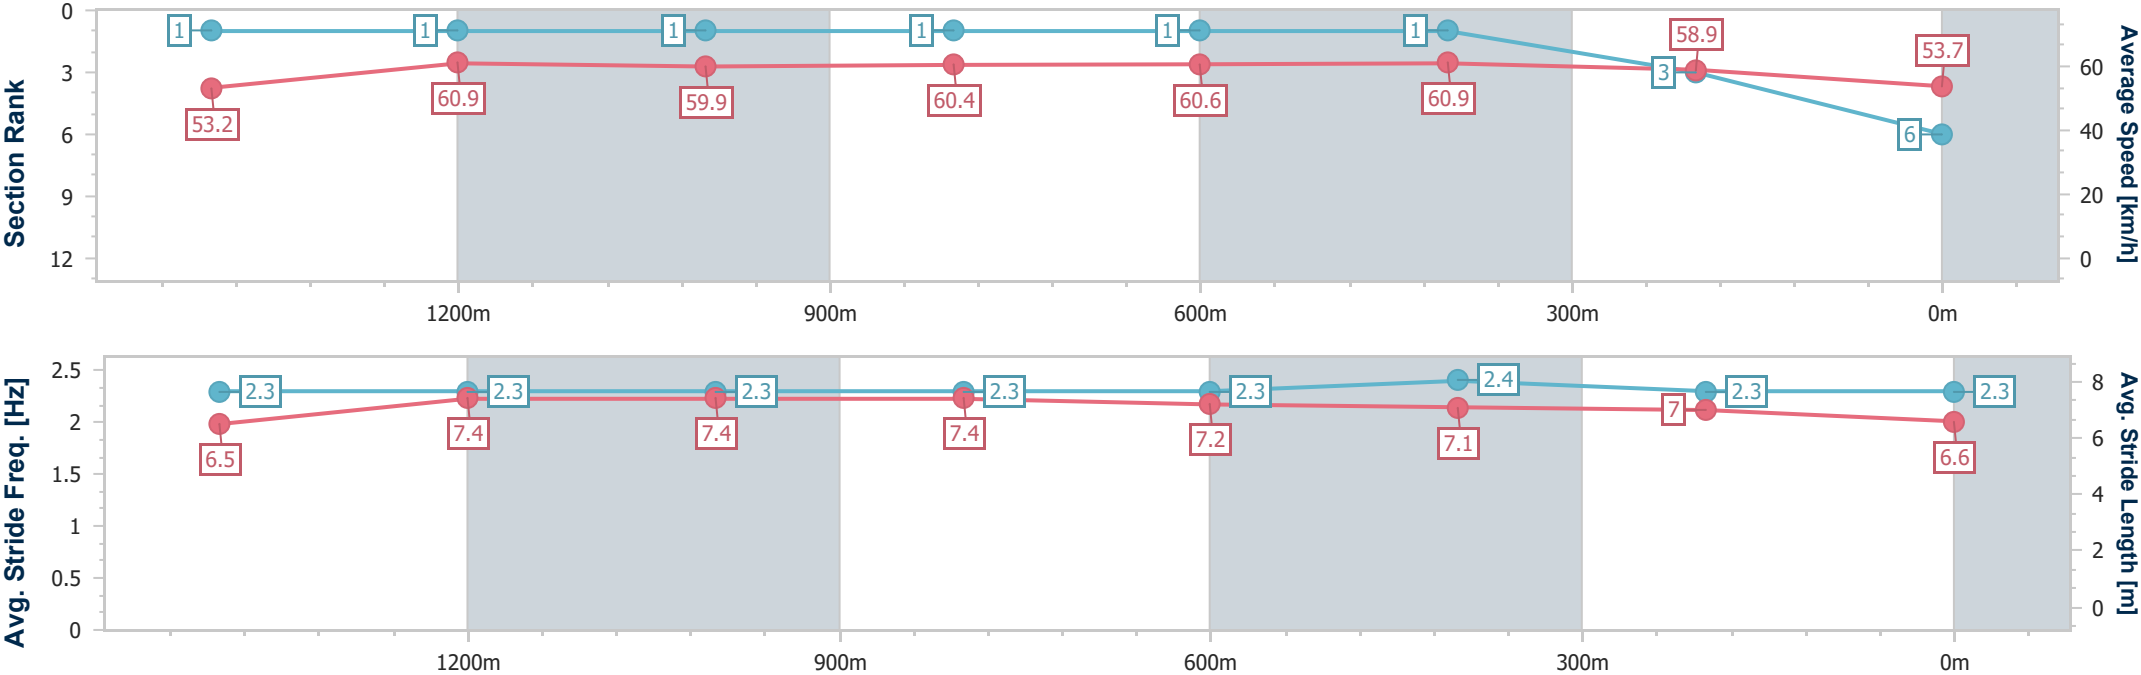 Section Rank
0
3
6
9
12
1 1 1 1 1 1 3 6
53.2 60.9 59.9 60.4 60.6 60.9 58.9 53.7
60
40
20
0
Average Speed [km/h]
1200m 900m 600m 300m 0m
Avg. Stride Freq. [Hz]
2.5
2
1.5
1
0.5
0
2.3 2.3 2.3 2.3 2.3 2.4 2.3 2.3
6.5 7.4 7.4 7.4 7.2 7.1 7 6.6
8
6
4
2
0
Avg. Stride Length [m]
1200m 900m 600m 300m 0m